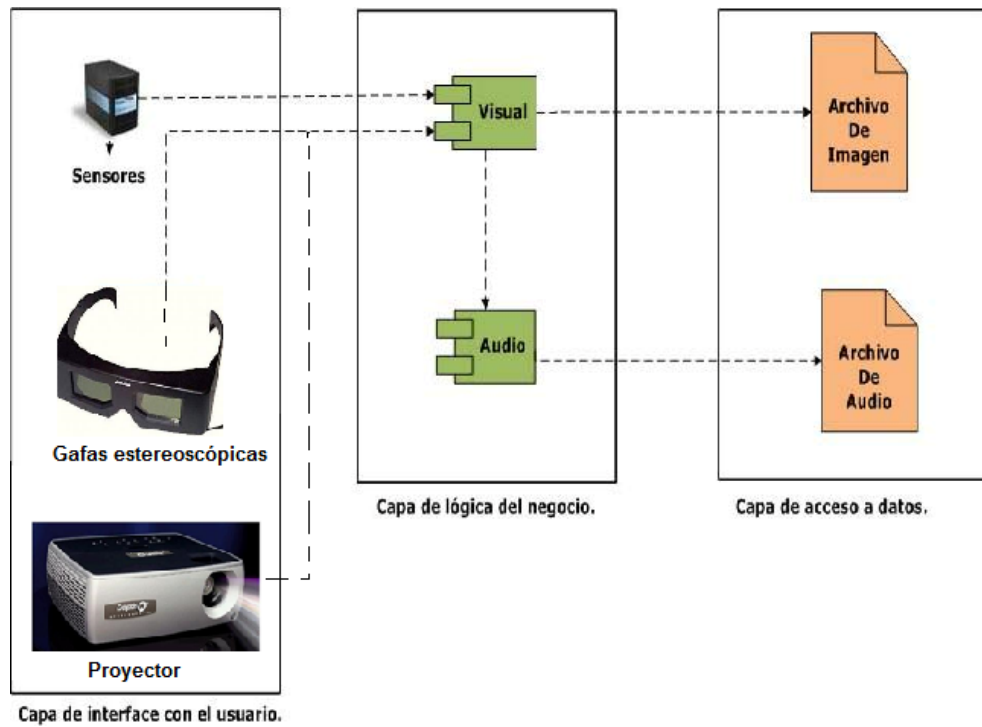 Sensores
Gafas estereoscópicas
Proyector
Capa de interface con el usuario.
Visual
Audio
Capa de lógica del negocio.
Archivo
De
Imagen
Archivo
De
Audio
Capa de acceso a datos.